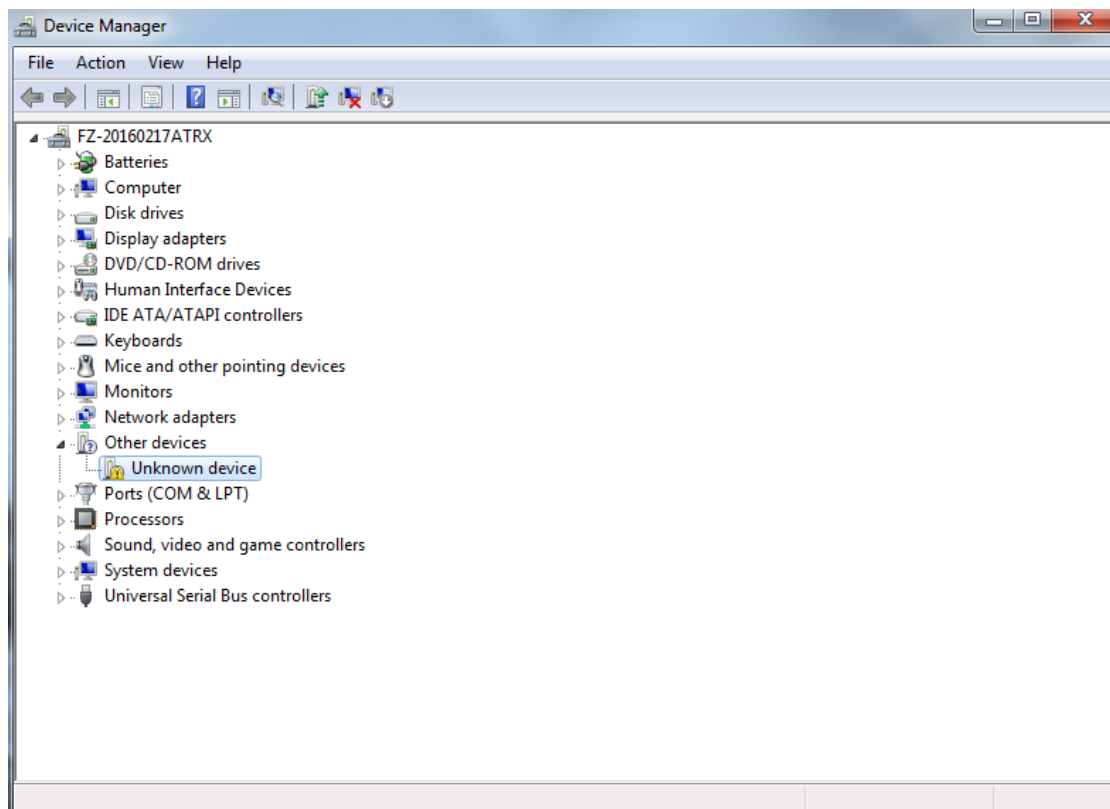 Device Manager
File Action View Help
FZ-20160217ATRX
Batteries
Computer
Disk drives
Display adapters
DVD/CD-ROM drives
Human Interface Devices
IDE ATA/ATAPI controllers
Keyboards
Mice and other pointing devices
Monitors
Network adapters
Other devices
Unknown device
Ports (COM & LPT)
Processors
Sound, video and game controllers
System devices
Universal Serial Bus controllers